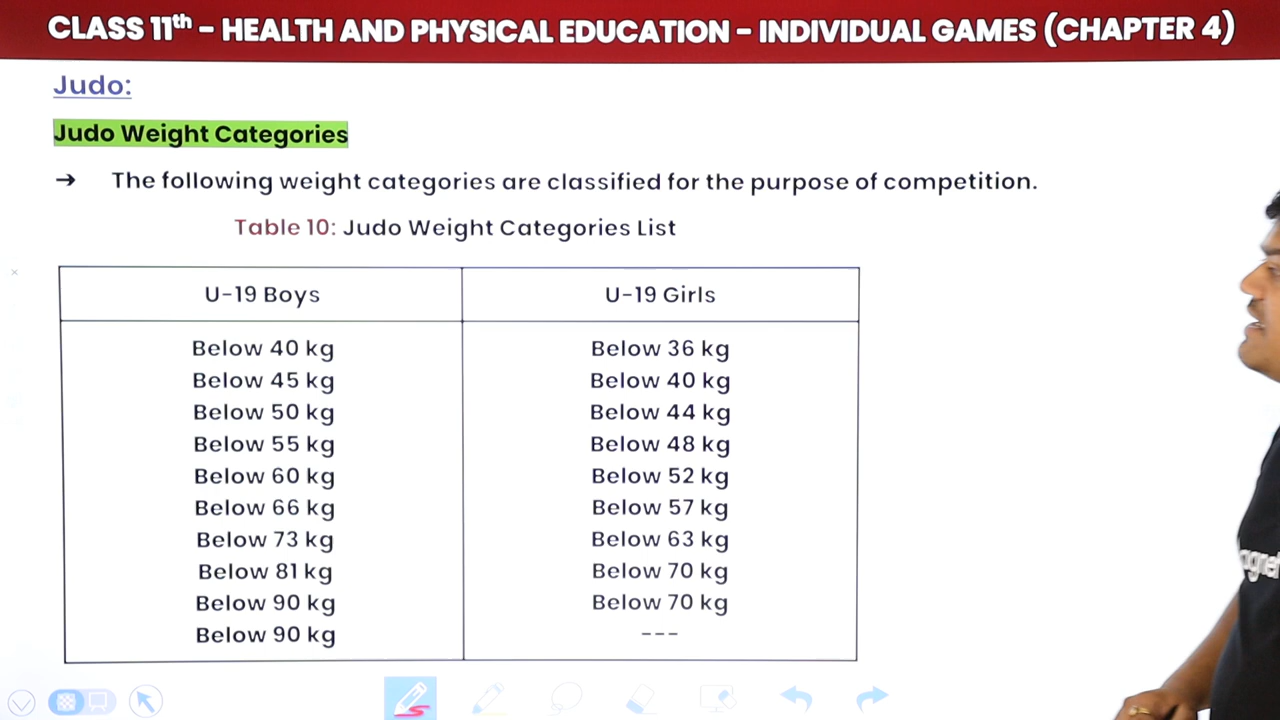 CLASS 11th - HEALTH AND PHYSICAL EDUCATION - INDIVIDUAL GAMES (CHAPTER 4)
Judo:
Judo Weight Categories
→ The following weight categories are classified for the purpose of competition.
Table 10: Judo Weight Categories List
U-19 Boys U-19 Girls
Below 40 kg Below 36 kg
Below 45 kg Below 40 kg
Below 50 kg Below 44 kg
Below 55 kg Below 48 kg
Below 60 kg Below 52 kg
Below 66 kg Below 57 kg
Below 73 kg Below 63 kg
Below 81 kg Below 70 kg
Below 90 kg Below 70 kg
Below 90 kg ---